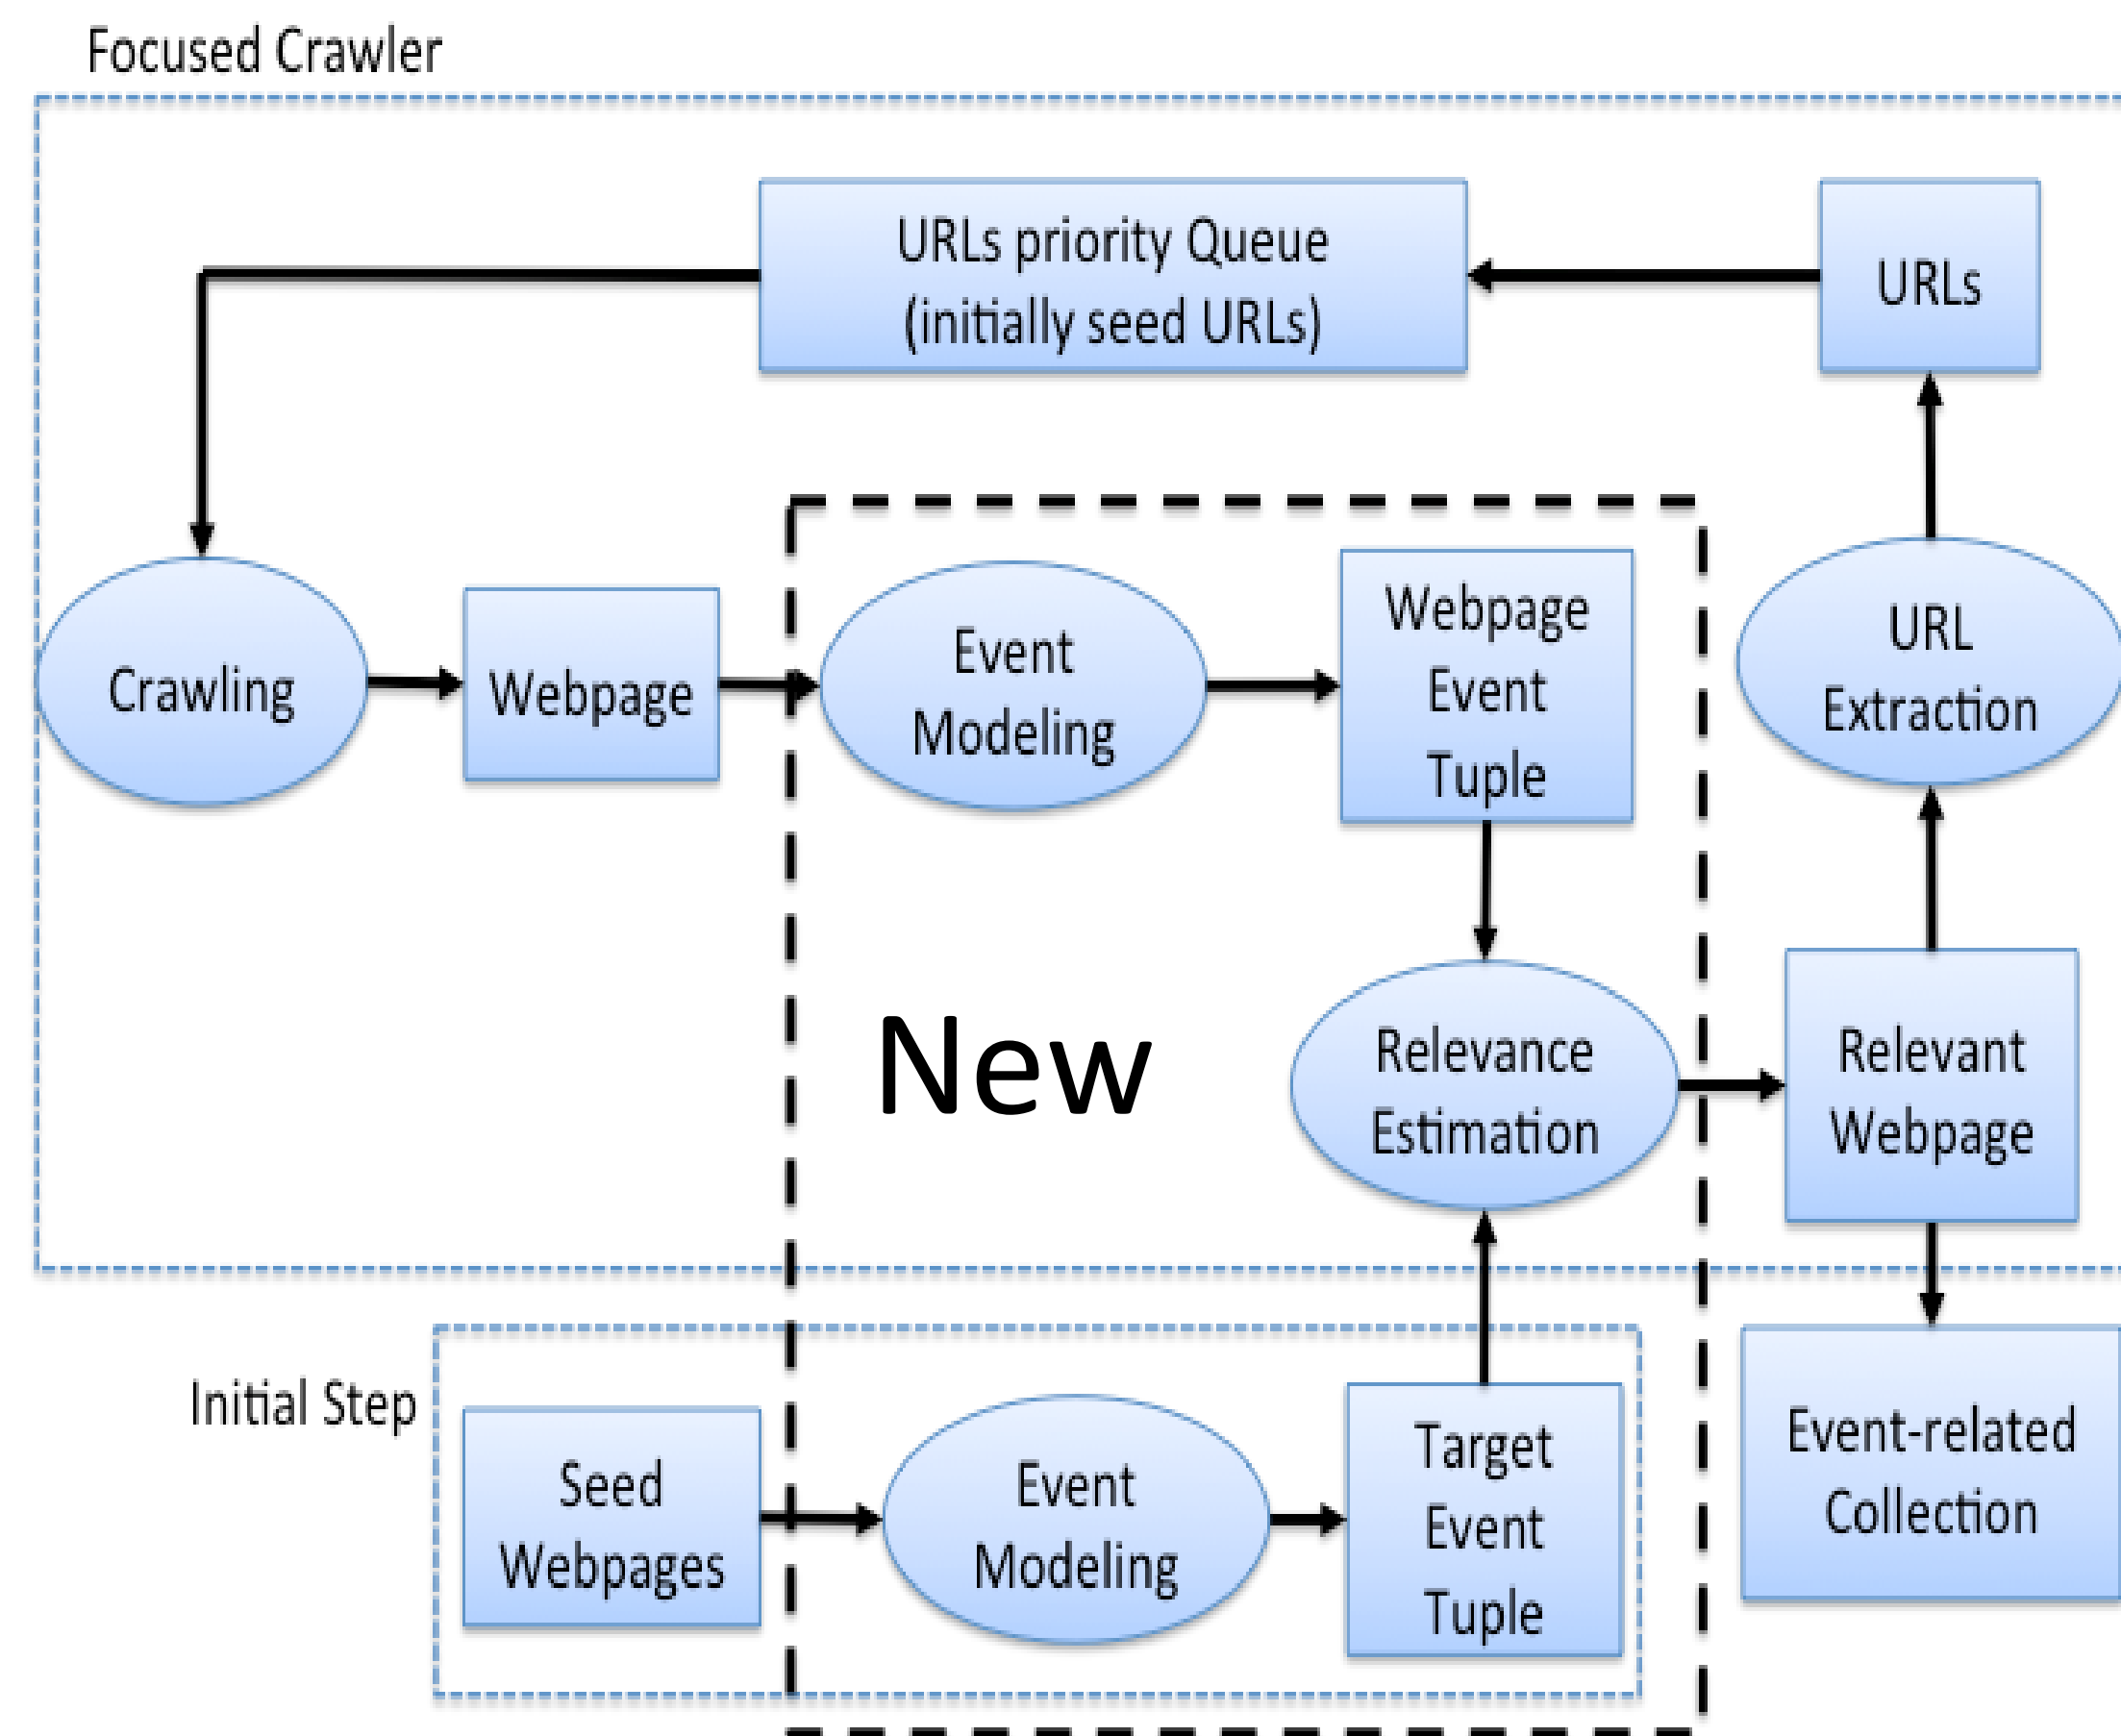 Focused Crawler
URLs priority Queue
(initially seed URLs)
URLs
Crawling
Webpage
Event
Modeling
Webpage
Event
Tuple
URL
Extraction
New
Relevance
Estimation
Relevant
Webpage
Initial Step
Seed
Webpages
Event
Modeling
Target
Event
Tuple
Event-related
Collection